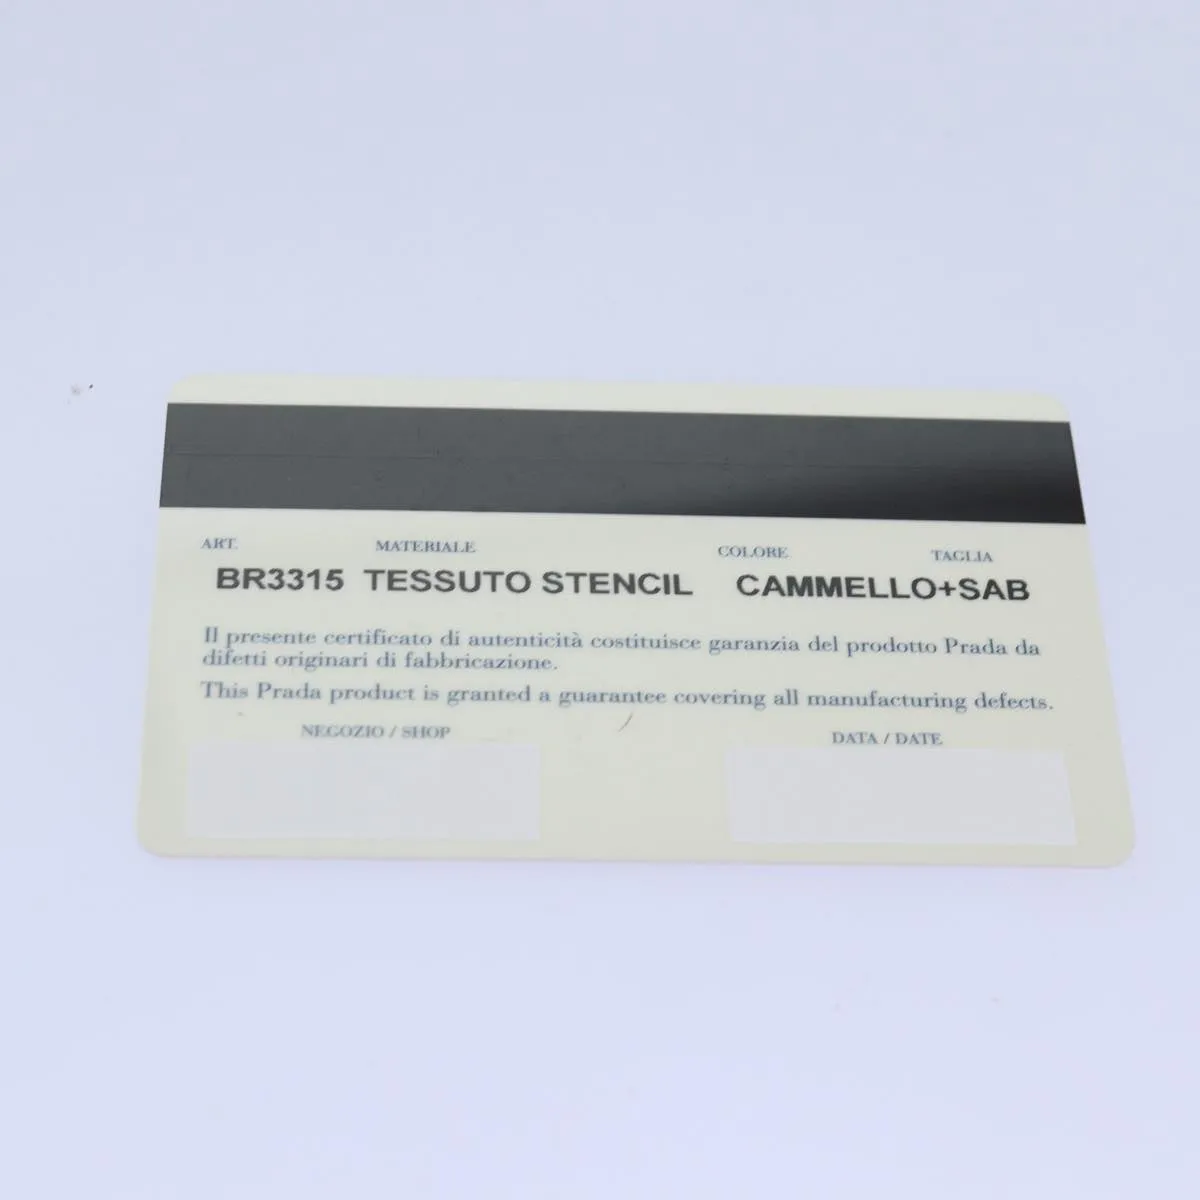 ART. MATERIALE COLORE TAGLIA
BR3315 TESSUTO STENCIL CAMMELLO+SAB
Il presente certificato di autenticità costituisce garanzia del prodotto Prada da
difetti originari di fabbricazione.
This Prada product is granted a guarantee covering all manufacturing defects.
NEGOZIO / SHOP DATA / DATE